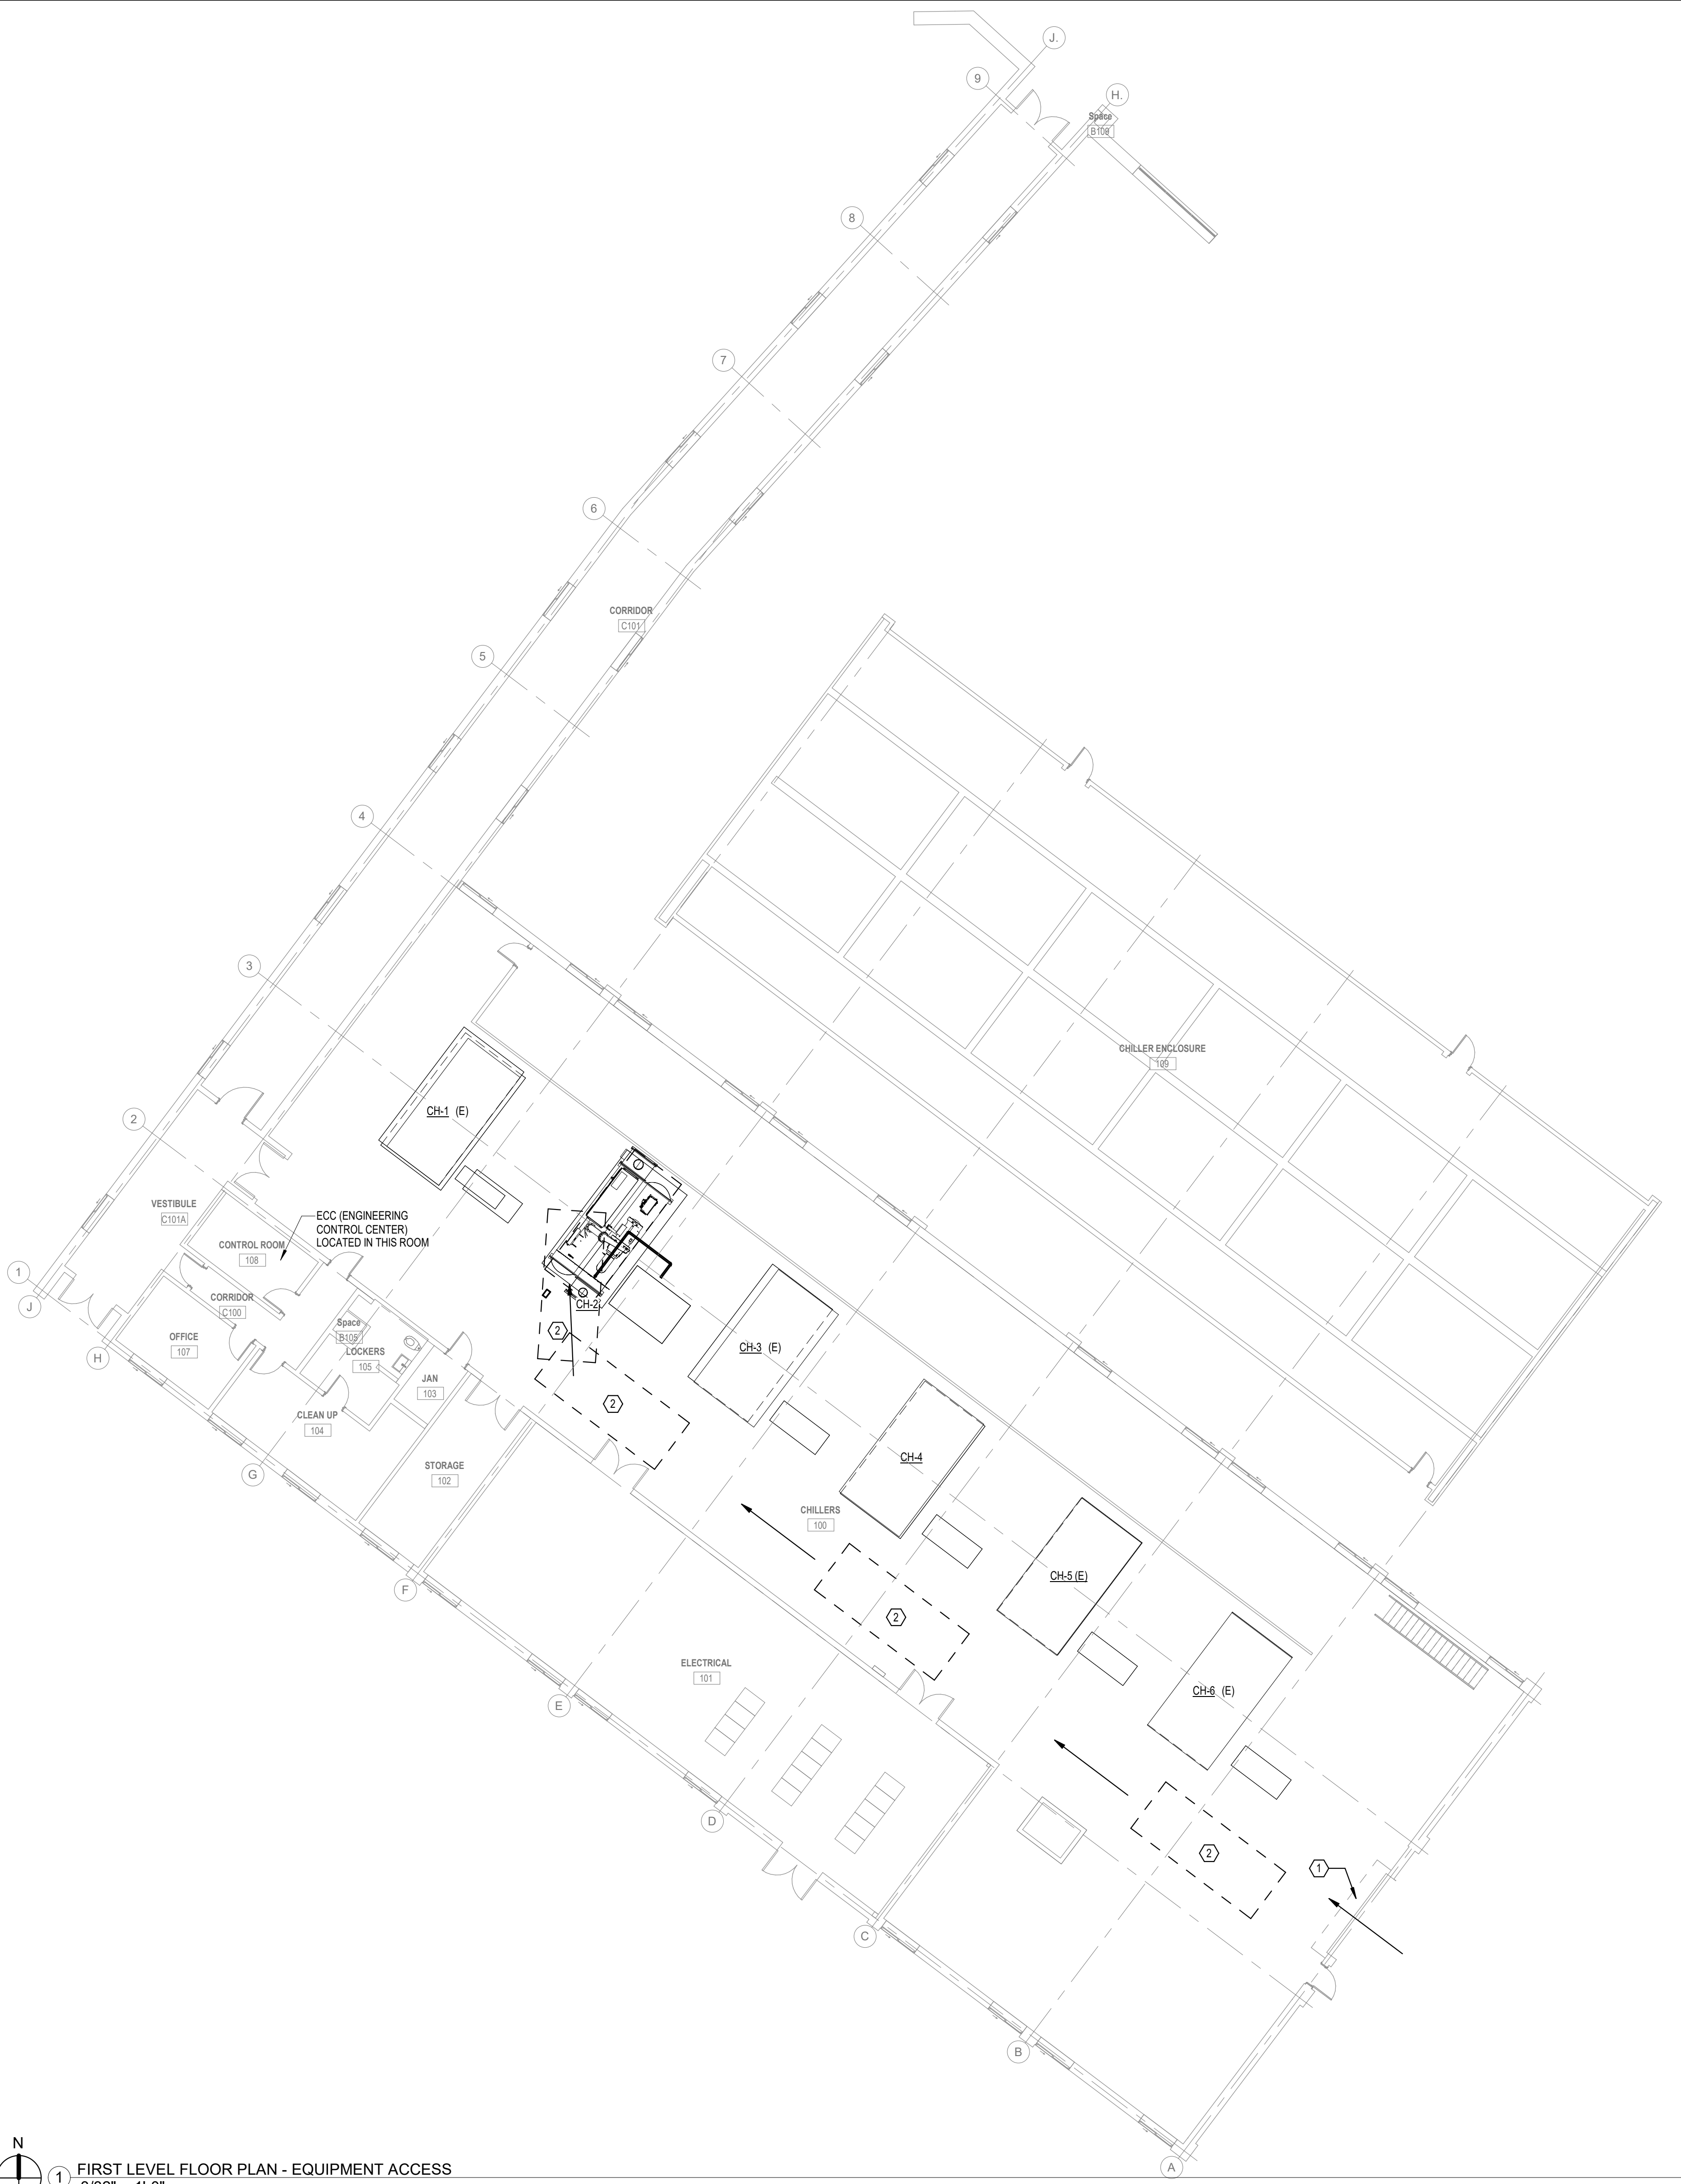 J.
9
H.
Space
B108
8
7
6
CORRIDOR
C101
5
4
3
CHILLER ENCLOSURE
109
CH-1 (E)
2
VESTIBULE
C101A
ECC (ENGINEERING
CONTROL CENTER)
LOCATED IN THIS ROOM
CONTROL ROOM
108
1
J
CORRIDOR
C100
CH-2
Space
B105
2
OFFICE
107
LOCKERS
105
H
CH-3 (E)
JAN
103
2
CLEAN UP
104
CH-4
STORAGE
102
G
CHILLERS
100
CH-5 (E)
F
2
ELECTRICAL
101
CH-6 (E)
E
D
2
1
C
B
A
N
1
FIRST LEVEL FLOOR PLAN - EQUIPMENT ACCESS